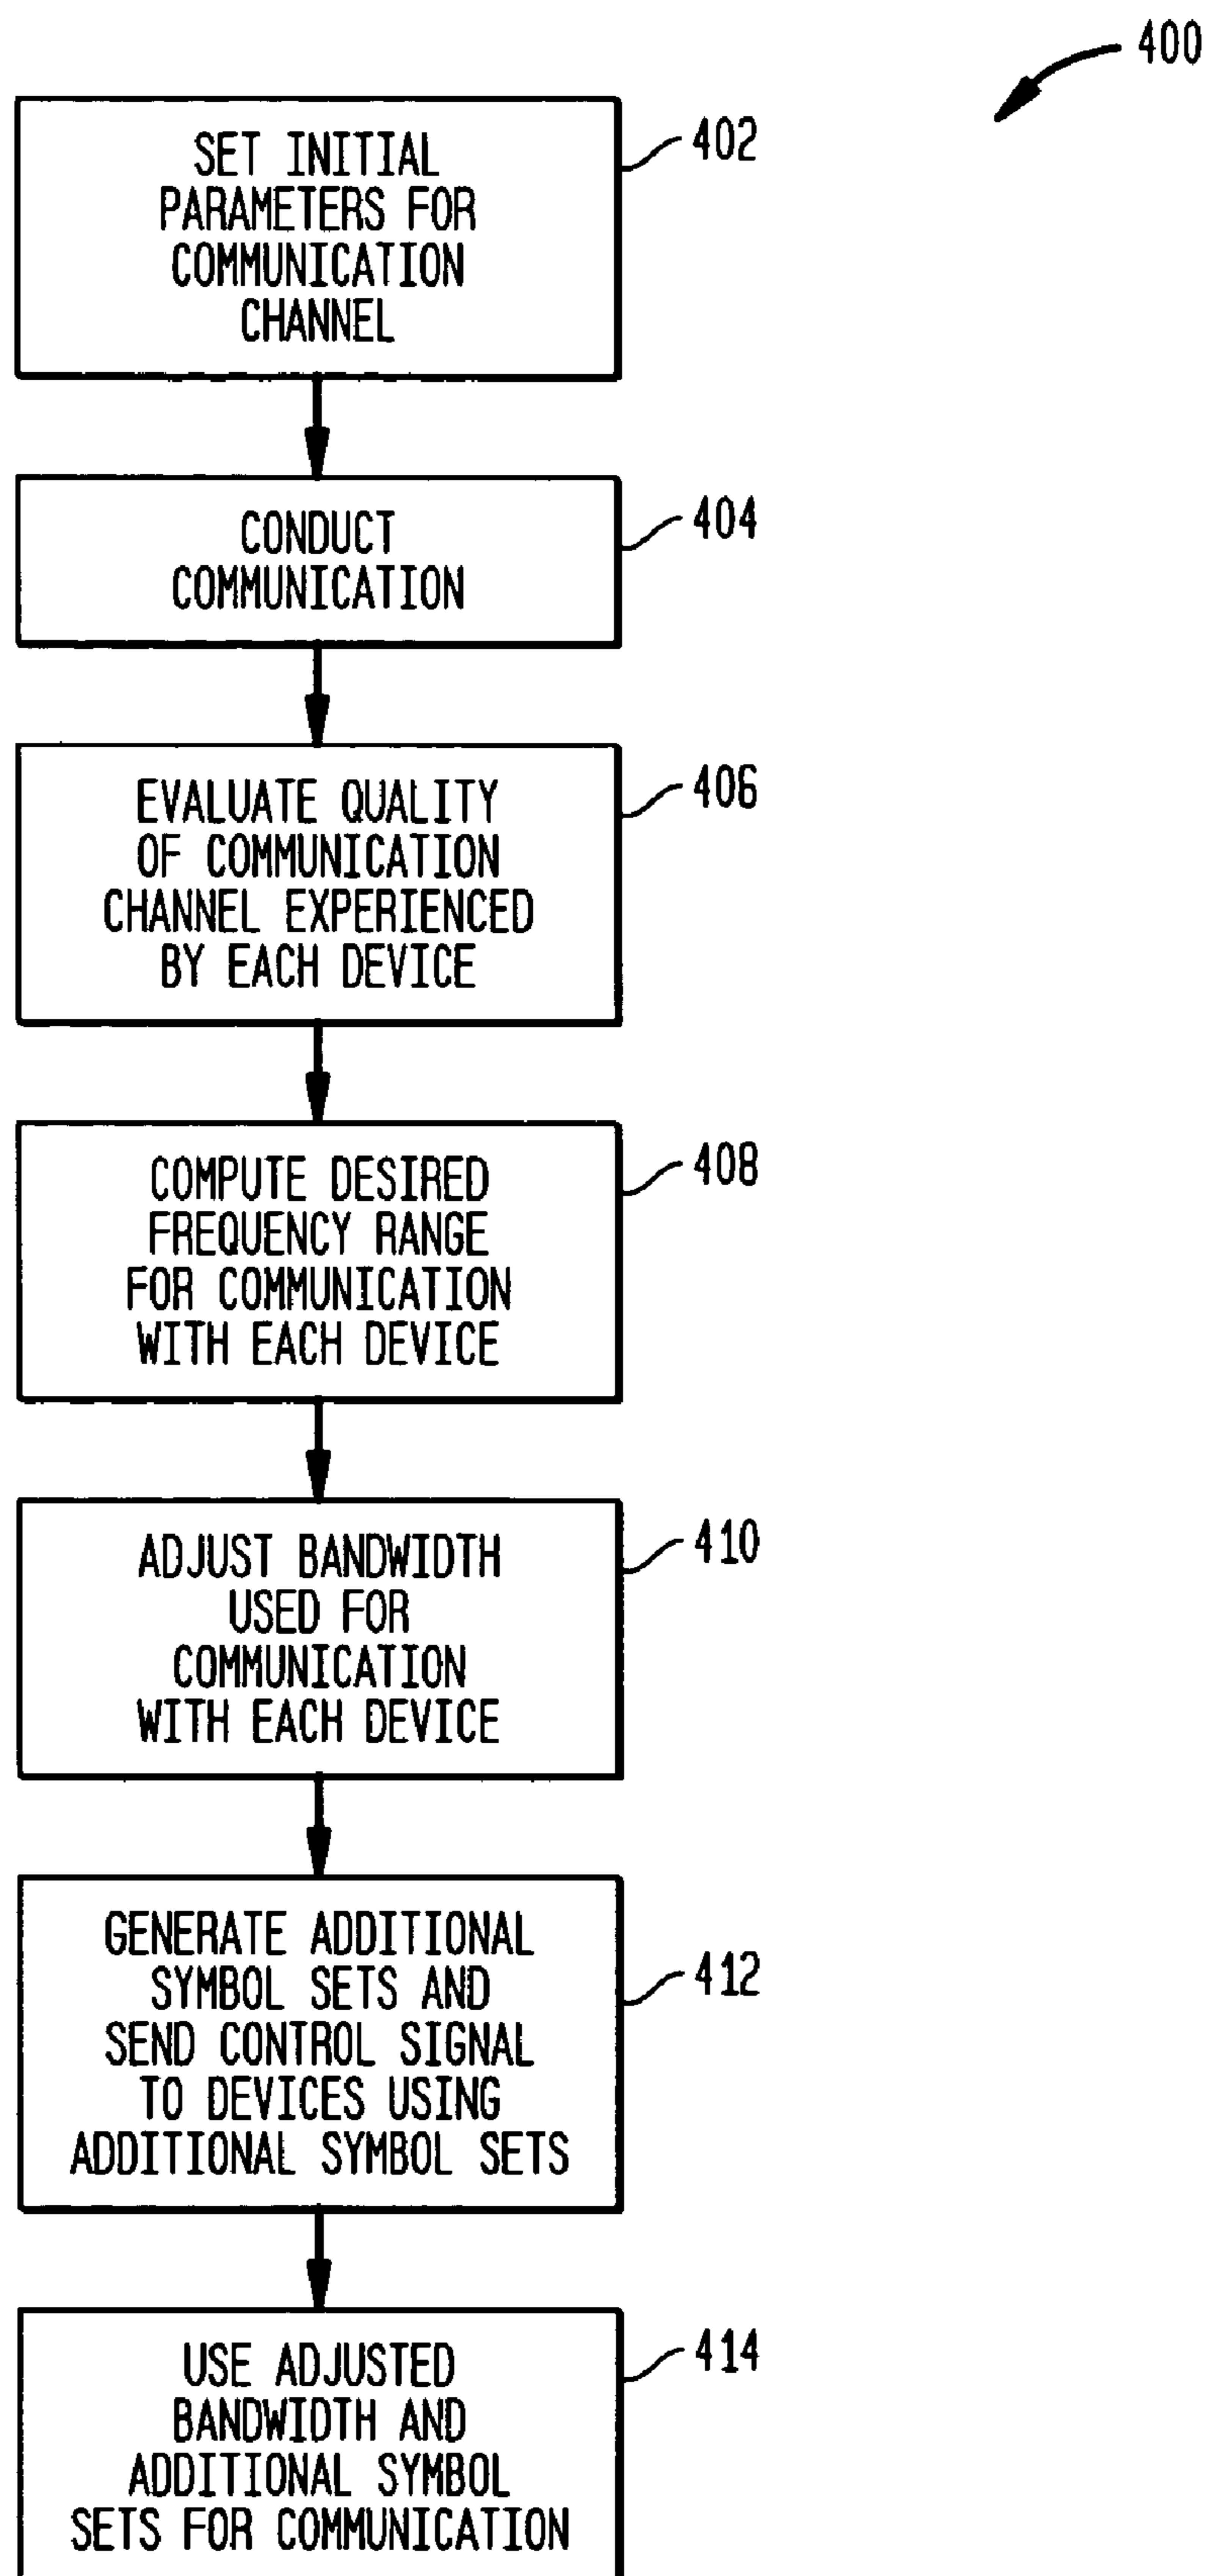 400
402
SET INITIAL
PARAMETERS FOR
COMMUNICATION
CHANNEL
404
CONDUCT
COMMUNICATION
406
EVALUATE QUALITY
OF COMMUNICATION
CHANNEL EXPERIENCED
BY EACH DEVICE
408
COMPUTE DESIRED
FREQUENCY RANGE
FOR COMMUNICATION
WITH EACH DEVICE
410
ADJUST BANDWIDTH
USED FOR
COMMUNICATION
WITH EACH DEVICE
412
GENERATE ADDITIONAL
SYMBOL SETS AND
SEND CONTROL SIGNAL
TO DEVICES USING
ADDITIONAL SYMBOL SETS
414
USE ADJUSTED
BANDWIDTH AND
ADDITIONAL SYMBOL
SETS FOR COMMUNICATION